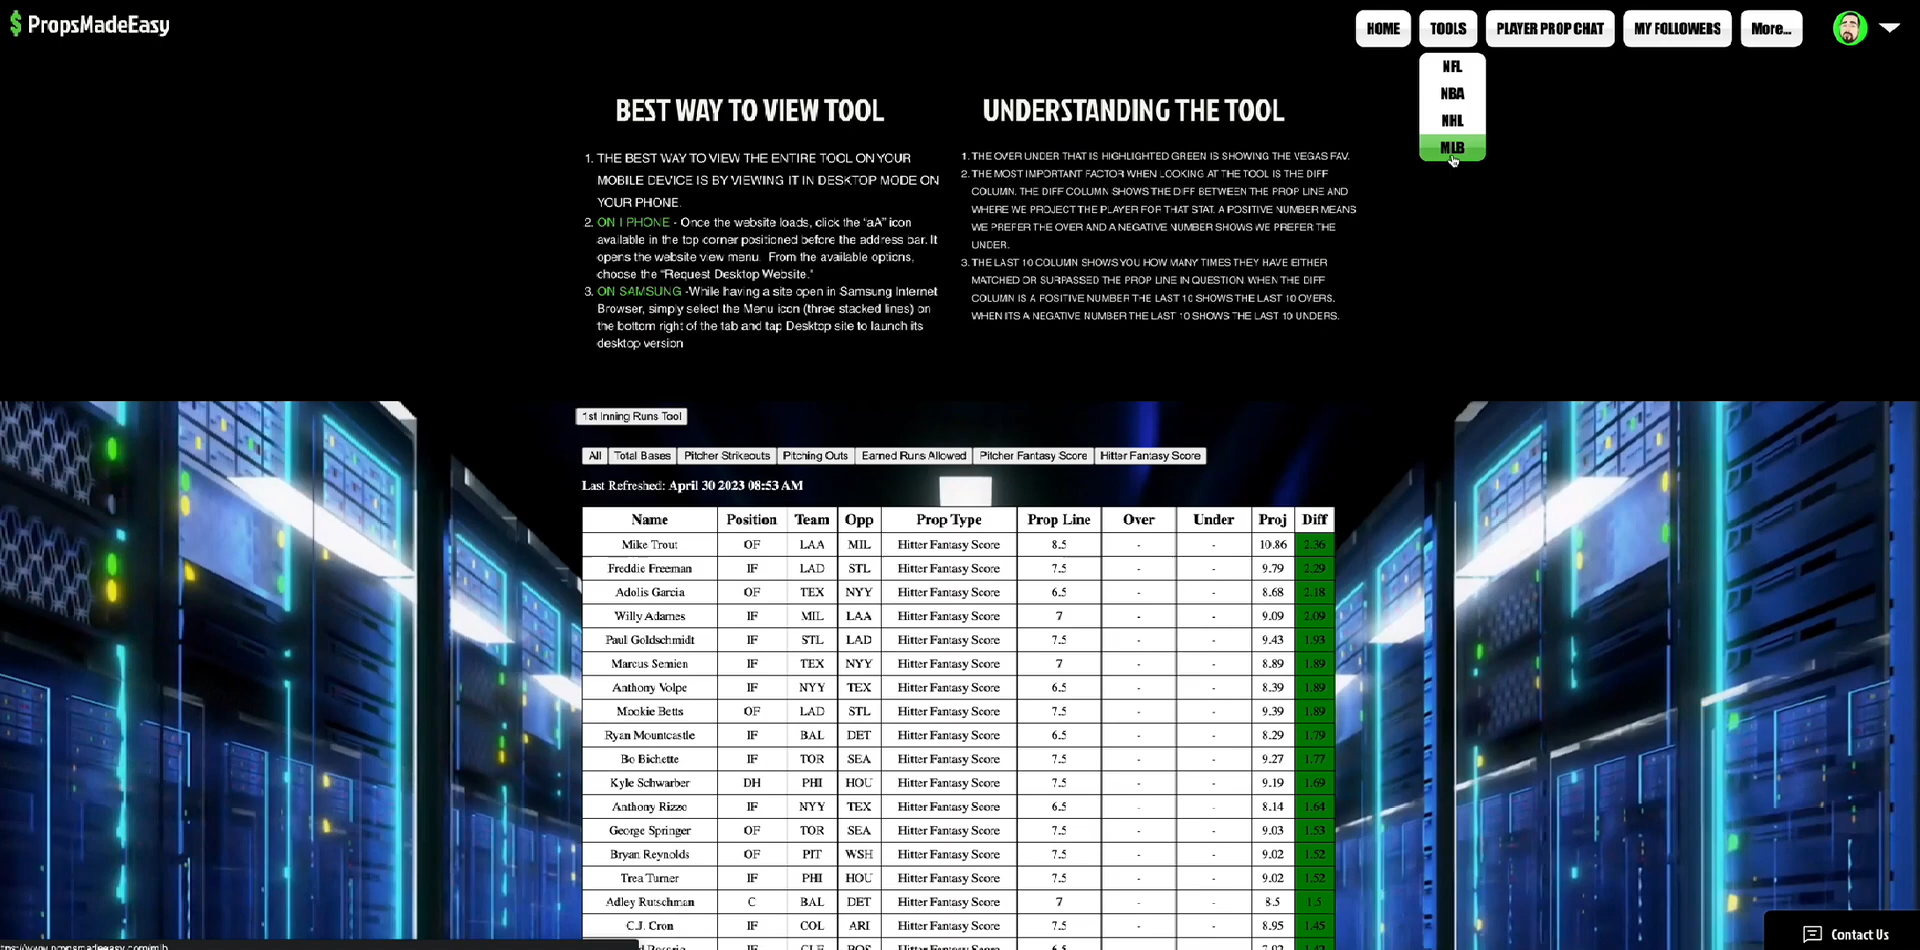 $ PropsMadeEasy
HOME
TOOLS
PLAYER PROP CHAT
MY FOLLOWERS
More...
NFL
NBA
NHL
MLB
BEST WAY TO VIEW TOOL
1. THE BEST WAY TO VIEW THE ENTIRE TOOL ON YOUR
MOBILE DEVICE IS BY VIEWING IT IN DESKTOP MODE ON
YOUR PHONE.
2. ON I PHONE - Once the website loads, click the "aA" icon
available in the top corner positioned before the address bar. It
opens the website view menu. From the available options,
choose the "Request Desktop Website."
3. ON SAMSUNG -While having a site open in Samsung Internet
Browser, simply select the Menu icon (three stacked lines) on
the bottom right of the tab and tap Desktop site to launch its
desktop version
UNDERSTANDING THE TOOL
1. THE OVER UNDER THAT IS HIGHLIGHTED GREEN IS SHOWING THE VEGAS FAV.
2. THE MOST IMPORTANT FACTOR WHEN LOOKING AT THE TOOL IS THE DIFF
COLUMN. THE DIFF COLUMN SHOWS THE DIFF BETWEEN THE PROP LINE AND
WHERE WE PROJECT THE PLAYER FOR THAT STAT. A POSITIVE NUMBER MEANS
WE PREFER THE OVER AND A NEGATIVE NUMBER SHOWS WE PREFER THE
UNDER.
3. THE LAST 10 COLUMN SHOWS YOU HOW MANY TIMES THEY HAVE EITHER
MATCHED OR SURPASSED THE PROP LINE IN QUESTION. WHEN THE DIFF
COLUMN IS A POSITIVE NUMBER THE LAST 10 SHOWS THE LAST 10 OVERS.
WHEN ITS A NEGATIVE NUMBER THE LAST 10 SHOWS THE LAST 10 UNDERS.
1st Inning Runs Tool
All Total Bases Pitcher Strikeouts Pitching Outs Earned Runs Allowed Pitcher Fantasy Score Hitter Fantasy Score
Last Refreshed: April 30 2023 08:53 AM
Name Position Team Opp Prop Type Prop Line Over Under Proj Diff
Mike Trout OF LAA MIL Hitter Fantasy Score 8.5 - - 10.86 2.36
Freddie Freeman IF LAD STL Hitter Fantasy Score 7.5 - - 9.79 2.29
Adolis Garcia OF TEX NYY Hitter Fantasy Score 6.5 - - 8.68 2.18
Willy Adames IF MIL LAA Hitter Fantasy Score 7 - - 9.09 2.09
Paul Goldschmidt IF STL LAD Hitter Fantasy Score 7.5 - - 9.43 1.93
Marcus Semien IF TEX NYY Hitter Fantasy Score 7 - - 8.89 1.89
Anthony Volpe IF NYY TEX Hitter Fantasy Score 6.5 - - 8.39 1.89
Mookie Betts OF LAD STL Hitter Fantasy Score 7.5 - - 9.39 1.89
Ryan Mountcastle IF BAL DET Hitter Fantasy Score 6.5 - - 8.29 1.79
Bo Bichette IF TOR SEA Hitter Fantasy Score 7.5 - - 9.27 1.77
Kyle Schwarber DH PHI HOU Hitter Fantasy Score 7.5 - - 9.19 1.69
Anthony Rizzo IF NYY TEX Hitter Fantasy Score 6.5 - - 8.14 1.64
George Springer OF TOR SEA Hitter Fantasy Score 7.5 - - 9.03 1.53
Bryan Reynolds OF PIT WSH Hitter Fantasy Score 7.5 - - 9.02 1.52
Trea Turner IF PHI HOU Hitter Fantasy Score 7.5 - - 9.02 1.52
Adley Rutschman C BAL DET Hitter Fantasy Score 7 - - 8.5 1.5
C.J. Cron IF COL ARI Hitter Fantasy Score 7.5 - - 8.95 1.45
Contact Us